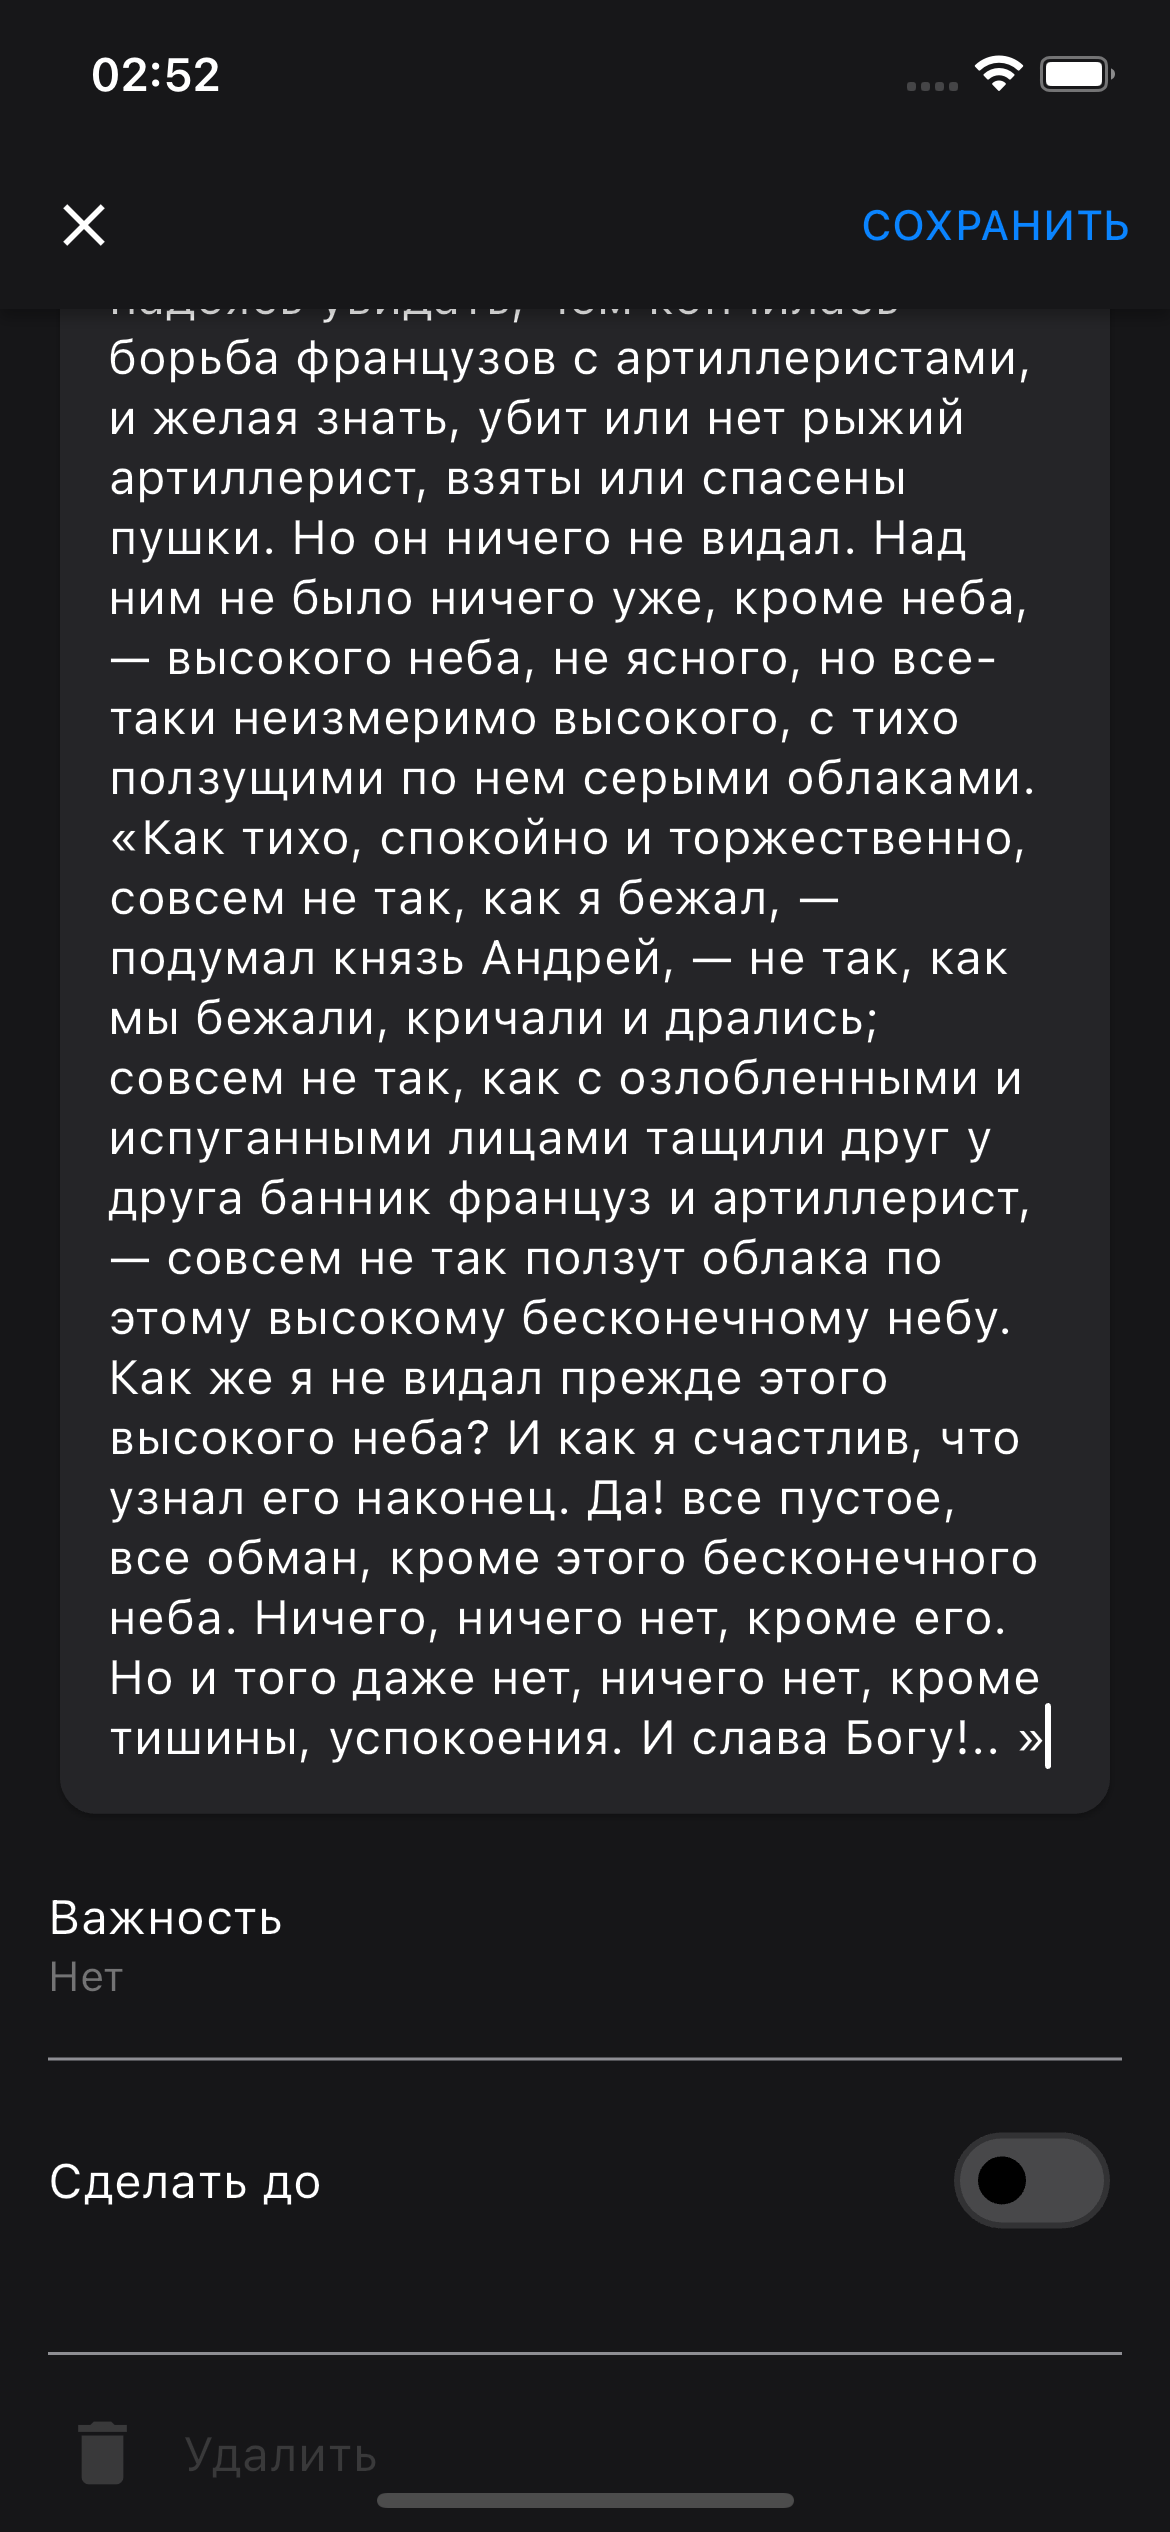 02:52
СОХРАНИТЬ
надеясь увидать, чем кончилась
борьба французов с артиллеристами,
и желая знать, убит или нет рыжий
артиллерист, взяты или спасены
пушки. Но он ничего не видал. Над
ним не было ничего уже, кроме неба,
— высокого неба, не ясного, но все-
таки неизмеримо высокого, с тихо
ползущими по нем серыми облаками.
«Как тихо, спокойно и торжественно,
совсем не так, как я бежал, —
подумал князь Андрей, — не так, как
мы бежали, кричали и дрались;
совсем не так, как с озлобленными и
испуганными лицами тащили друг у
друга банник француз и артиллерист,
— совсем не так ползут облака по
этому высокому бесконечному небу.
Как же я не видал прежде этого
высокого неба? И как я счастлив, что
узнал его наконец. Да! все пустое,
все обман, кроме этого бесконечного
неба. Ничего, ничего нет, кроме его.
Но и того даже нет, ничего нет, кроме
тишины, успокоения. И слава Богу!.. »
Важность
Нет
Сделать до
Удалить